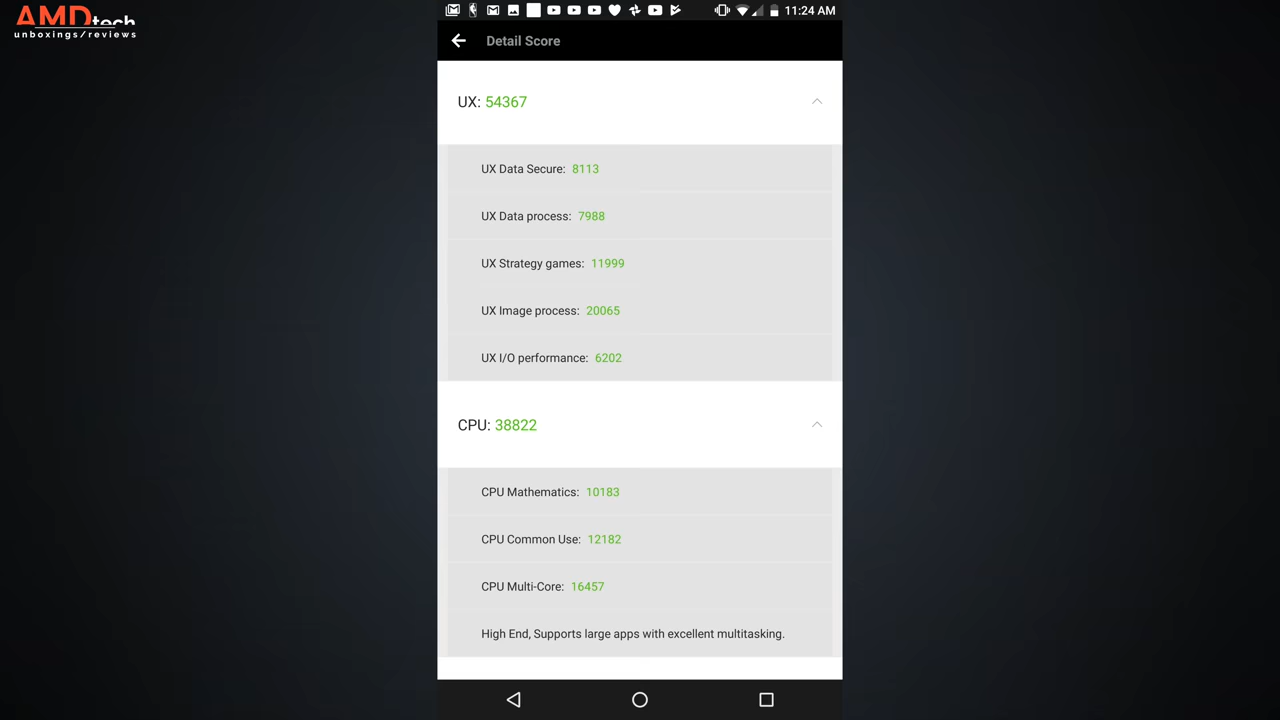 AMDtech
unboxings/reviews
11:24 AM
Detail Score
UX: 54367
UX Data Secure: 8113
UX Data process: 7988
UX Strategy games: 11999
UX Image process: 20065
UX I/O performance: 6202
CPU: 38822
CPU Mathematics: 10183
CPU Common Use: 12182
CPU Multi-Core: 16457
High End, Supports large apps with excellent multitasking.